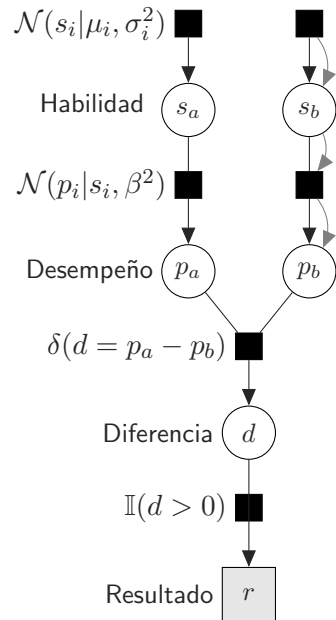 𝒩(s_i|μ_i, σ_i^2)
Habilidad s_a s_b
𝒩(p_i|s_i, β^2)
Desempeño p_a p_b
δ(d = p_a − p_b)
Diferencia d
𝕀(d > 0)
Resultado r